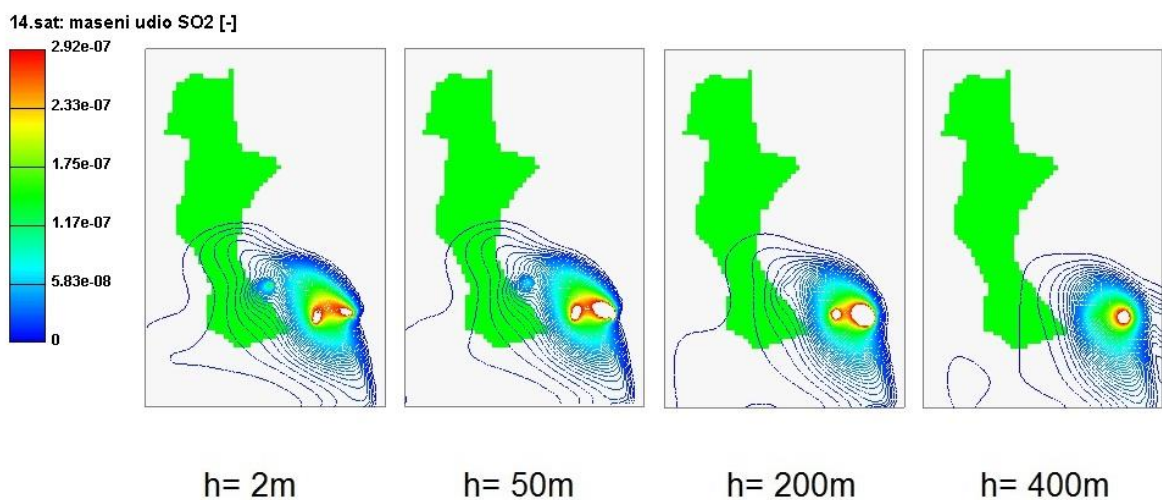 14.sat: maseni udio SO2 [-]
2.92e-07
2.33e-07
1.75e-07
1.17e-07
5.83e-08
0
h= 2m
h= 50m
h= 200m
h= 400m